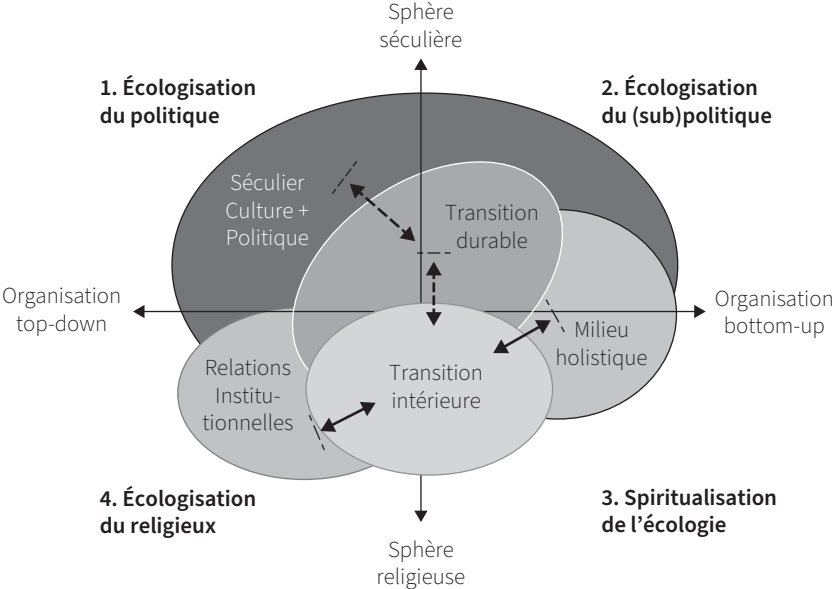 Sphère
séculière
1. Écologisation
du politique
2. Écologisation
du (sub)politique
Séculier
Culture +
Politique
Transition
durable
Organisation
top-down
Organisation
bottom-up
Milieu
holistique
Relations
Institu-
tionnelles
Transition
intérieure
4. Écologisation
du religieux
3. Spiritualisation
de l’écologie
Sphère
religieuse